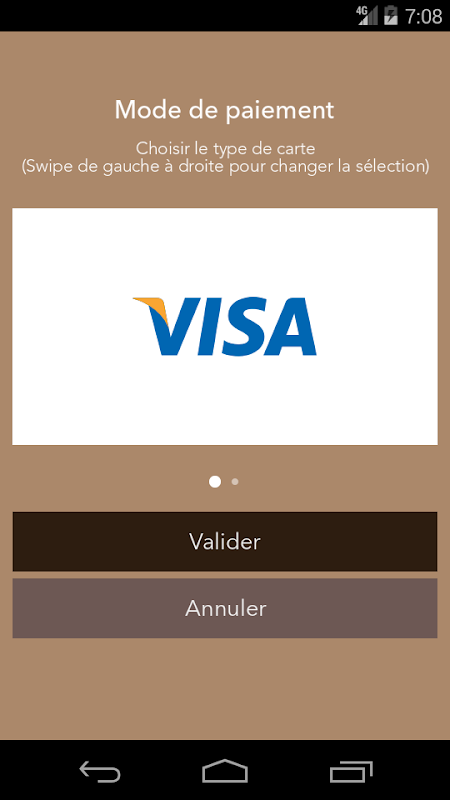 4G 7:08
Mode de paiement
Choisir le type de carte
(Swipe de gauche à droite pour changer la sélection)
VISA
Valider
Annuler